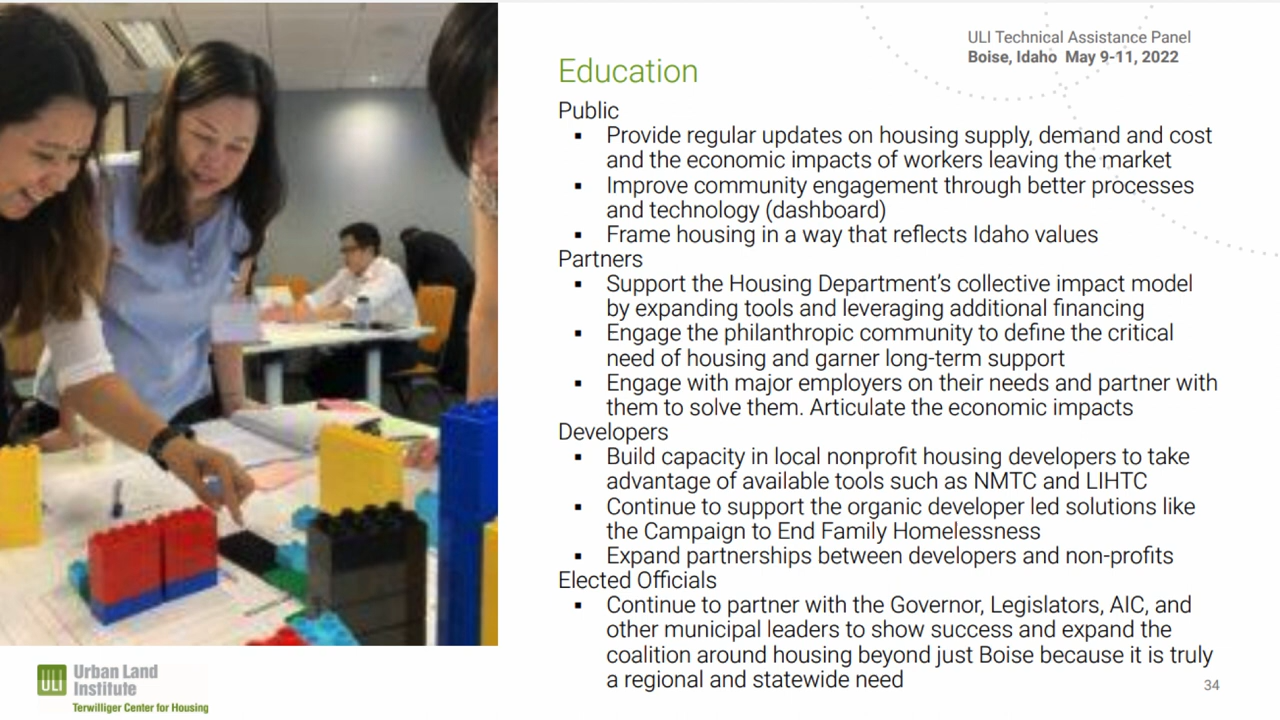 ULI Technical Assistance Panel
Boise, Idaho May 9-11, 2022
Education
Public
▪ Provide regular updates on housing supply, demand and cost
and the economic impacts of workers leaving the market
▪ Improve community engagement through better processes
and technology (dashboard)
▪ Frame housing in a way that reflects Idaho values
Partners
▪ Support the Housing Department's collective impact model
by expanding tools and leveraging additional financing
▪ Engage the philanthropic community to define the critical
need of housing and garner long-term support
▪ Engage with major employers on their needs and partner with
them to solve them. Articulate the economic impacts
Developers
▪ Build capacity in local nonprofit housing developers to take
advantage of available tools such as NMTC and LIHTC
▪ Continue to support the organic developer led solutions like
the Campaign to End Family Homelessness
▪ Expand partnerships between developers and non-profits
Elected Officials
▪ Continue to partner with the Governor, Legislators, AIC, and
other municipal leaders to show success and expand the
coalition around housing beyond just Boise because it is truly
a regional and statewide need
ULI Urban Land
Institute
Terwilliger Center for Housing
34